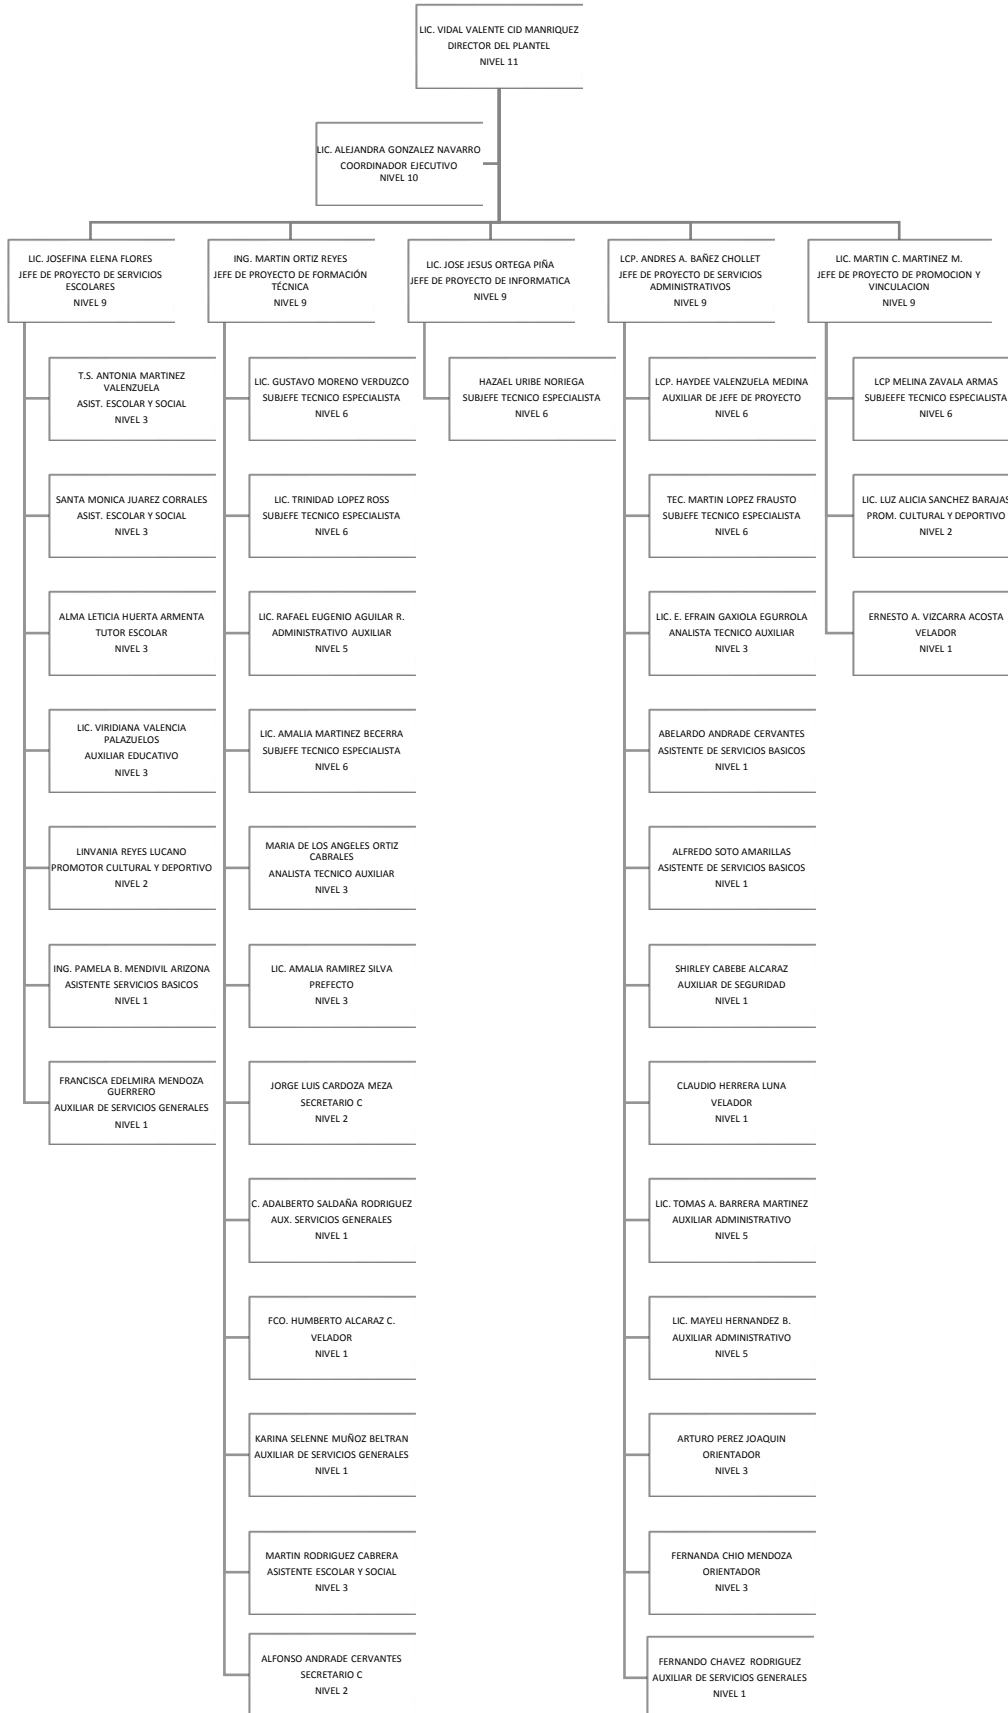 LIC. VIDAL VALENTE CID MANRIQUEZ
DIRECTOR DEL PLANTEL
NIVEL 11
LIC. ALEJANDRA GONZALEZ NAVARRO
COORDINADOR EJECUTIVO
NIVEL 10
LIC. JOSEFINA ELENA FLORES
JEFE DE PROYECTO DE SERVICIOS
ESCOLARES
NIVEL 9
T.S. ANTONIA MARTINEZ
VALENZUELA
ASIST. ESCOLAR Y SOCIAL
NIVEL 3
SANTA MONICA JUAREZ CORRALES
ASIST. ESCOLAR Y SOCIAL
NIVEL 3
ALMA LETICIA HUERTA ARMENTA
TUTOR ESCOLAR
NIVEL 3
LIC. VIRIDIANA VALENCIA
PALAZUELOS
AUXILIAR EDUCATIVO
NIVEL 3
LINVANIA REYES LUCANO
PROMOTOR CULTURAL Y DEPORTIVO
NIVEL 2
ING. PAMELA B. MENDIVIL ARIZONA
ASISTENTE SERVICIOS BASICOS
NIVEL 1
FRANCISCA EDELMIRA MENDOZA
GUERRERO
AUXILIAR DE SERVICIOS GENERALES
NIVEL 1
ING. MARTIN ORTIZ REYES
JEFE DE PROYECTO DE FORMACIÓN
TÉCNICA
NIVEL 9
LIC. GUSTAVO MORENO VERDUZCO
SUBJEFE TECNICO ESPECIALISTA
NIVEL 6
LIC. TRINIDAD LOPEZ ROSS
SUBJEFE TECNICO ESPECIALISTA
NIVEL 6
LIC. RAFAEL EUGENIO AGUILAR R.
ADMINISTRATIVO AUXILIAR
NIVEL 5
LIC. AMALIA MARTINEZ BECERRA
SUBJEFE TECNICO ESPECIALISTA
NIVEL 6
MARIA DE LOS ANGELES ORTIZ
CABRALES
ANALISTA TECNICO AUXILIAR
NIVEL 3
LIC. AMALIA RAMIREZ SILVA
PREFECTO
NIVEL 3
JORGE LUIS CARDOZA MEZA
SECRETARIO C
NIVEL 2
C. ADALBERTO SALDAÑA RODRIGUEZ
AUX. SERVICIOS GENERALES
NIVEL 1
FCO. HUMBERTO ALCARAZ C.
VELADOR
NIVEL 1
KARINA SELENNE MUÑOZ BELTRAN
AUXILIAR DE SERVICIOS GENERALES
NIVEL 1
MARTIN RODRIGUEZ CABRERA
ASISTENTE ESCOLAR Y SOCIAL
NIVEL 3
ALFONSO ANDRADE CERVANTES
SECRETARIO C
NIVEL 2
LIC. JOSE JESUS ORTEGA PIÑA
JEFE DE PROYECTO DE INFORMATICA
NIVEL 9
HAZAEL URIBE NORIEGA
SUBJEFE TECNICO ESPECIALISTA
NIVEL 6
LCP. ANDRES A. BAÑEZ CHOLLET
JEFE DE PROYECTO DE SERVICIOS
ADMINISTRATIVOS
NIVEL 9
LCP. HAYDEE VALENZUELA MEDINA
AUXILIAR DE JEFE DE PROYECTO
NIVEL 6
TEC. MARTIN LOPEZ FRAUSTO
SUBJEFE TECNICO ESPECIALISTA
NIVEL 6
LIC. E. EFRAIN GAXIOLA EGURROLA
ANALISTA TECNICO AUXILIAR
NIVEL 3
ABELARDO ANDRADE CERVANTES
ASISTENTE DE SERVICIOS BASICOS
NIVEL 1
ALFREDO SOTO AMARILLAS
ASISTENTE DE SERVICIOS BASICOS
NIVEL 1
SHIRLEY CABEBE ALCARAZ
AUXILIAR DE SEGURIDAD
NIVEL 1
CLAUDIO HERRERA LUNA
VELADOR
NIVEL 1
LIC. TOMAS A. BARRERA MARTINEZ
AUXILIAR ADMINISTRATIVO
NIVEL 5
LIC. MAYELI HERNANDEZ B.
AUXILIAR ADMINISTRATIVO
NIVEL 5
ARTURO PEREZ JOAQUIN
ORIENTADOR
NIVEL 3
FERNANDA CHIO MENDOZA
ORIENTADOR
NIVEL 3
FERNANDO CHAVEZ RODRIGUEZ
AUXILIAR DE SERVICIOS GENERALES
NIVEL 1
LIC. MARTIN C. MARTINEZ M.
JEFE DE PROYECTO DE PROMOCION Y
VINCULACION
NIVEL 9
LCP MELINA ZAVALA ARMAS
SUBJEEFE TECNICO ESPECIALISTA
NIVEL 6
LIC. LUZ ALICIA SANCHEZ BARAJAS
PROM. CULTURAL Y DEPORTIVO
NIVEL 2
ERNESTO A. VIZCARRA ACOSTA
VELADOR
NIVEL 1